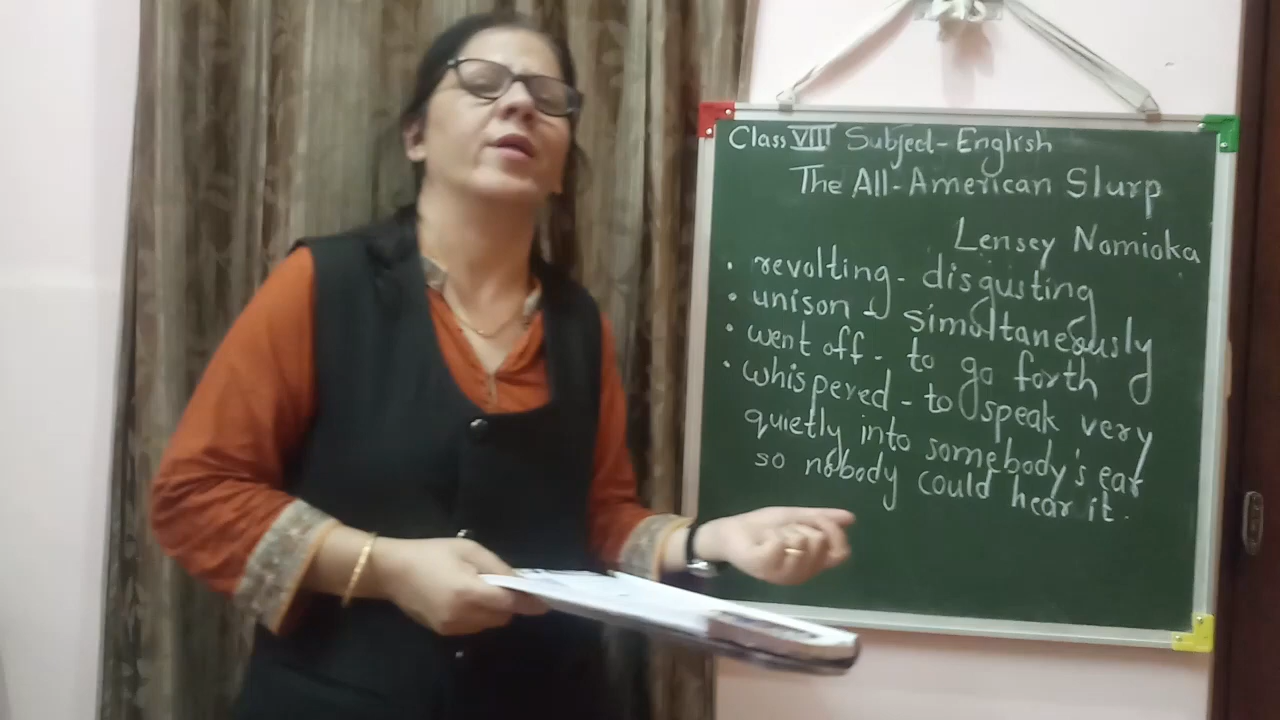 Class VIII Subject-English
The All-American Slurp
Lensey Nomioka
• revolting - disgusting
• unison - simultaneously
• went off - to go forth
• whispered - to speak very
quietly into somebody's ear
so nobody could hear it.